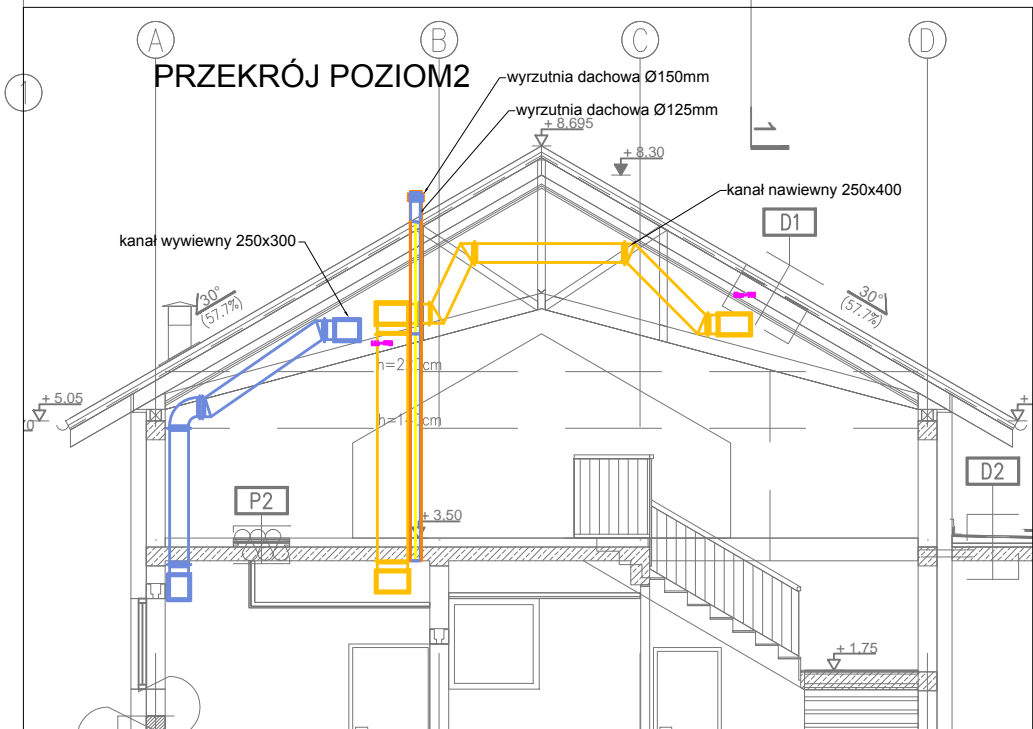 A
B
C
D
1
PRZEKRÓJ POZIOM2
wyrzutnia dachowa Ø150mm
wyrzutnia dachowa Ø125mm
1
+ 8.695
+ 8.30
kanał nawiewny 250x400
D1
kanał wywiewny 250x300
30°
(57.7%)
30°
(57.7%)
+ 5.05
D2
P2
+ 3.50
+ 1.75